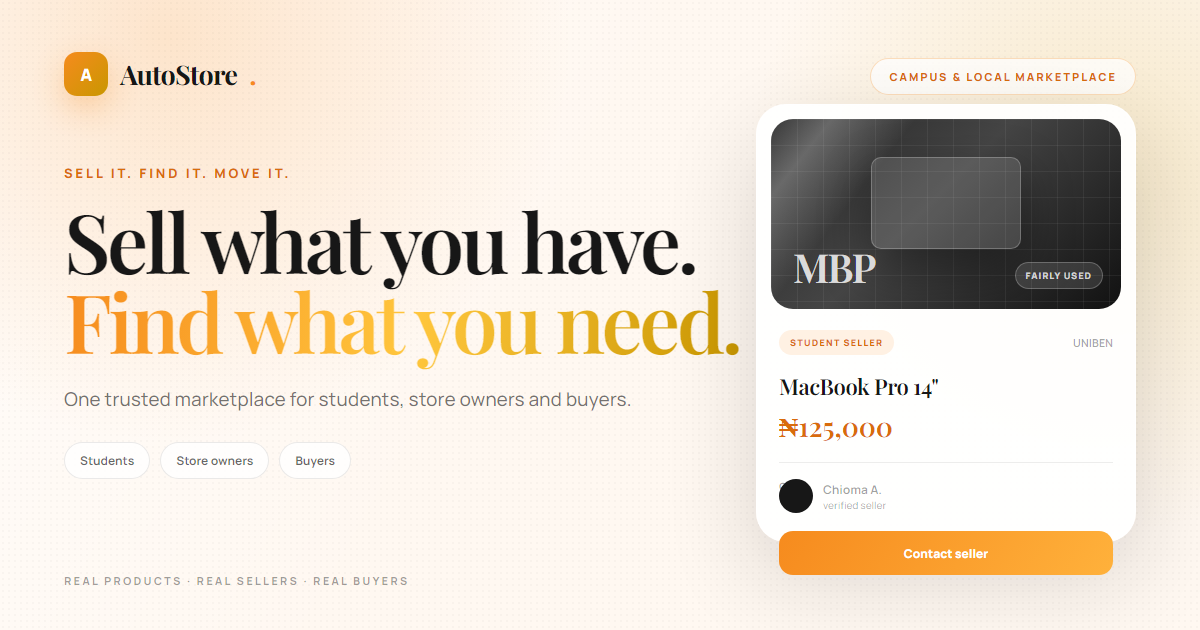 A
AutoStore .
CAMPUS & LOCAL MARKETPLACE
SELL IT. FIND IT. MOVE IT.
Sell what you have.
Find what you need.
One trusted marketplace for students, store owners and buyers.
Students
Store owners
Buyers
REAL PRODUCTS · REAL SELLERS · REAL BUYERS
MBP
FAIRLY USED
STUDENT SELLER
UNIBEN
MacBook Pro 14"
₦125,000
Chioma A.
verified seller
Contact seller